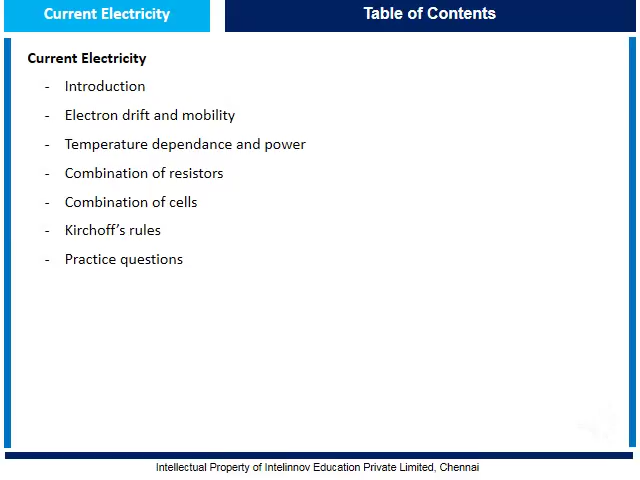 Current Electricity
Table of Contents
Current Electricity
- Introduction
- Electron drift and mobility
- Temperature dependance and power
- Combination of resistors
- Combination of cells
- Kirchoff’s rules
- Practice questions
Intellectual Property of Intelinnov Education Private Limited, Chennai